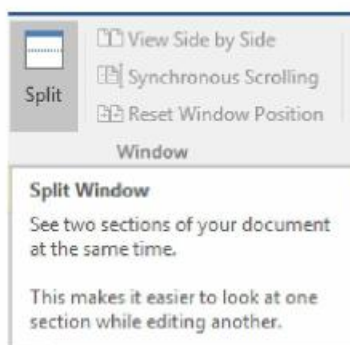 View Side by Side
Synchronous Scrolling
Split
Reset Window Position
Window
Split Window
See two sections of your document
at the same time.
This makes it easier to look at one
section while editing another.